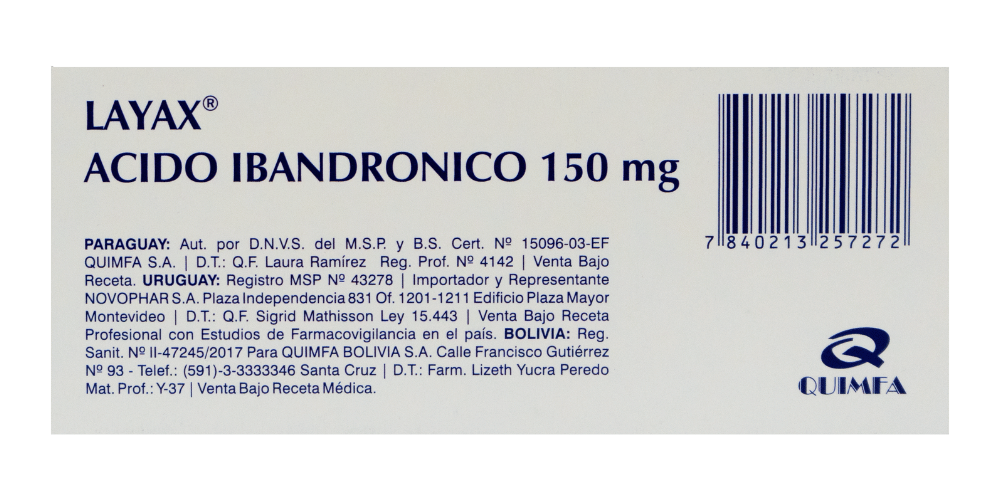 LAYAX®
ACIDO IBANDRONICO 150 mg
PARAGUAY: Aut. por D.N.V.S. del M.S.P. y B.S. Cert. Nº 15096-03-EF
QUIMFA S.A. | D.T.: Q.F. Laura Ramírez Reg. Prof. Nº 4142 | Venta Bajo
Receta. URUGUAY: Registro MSP Nº 43278 | Importador y Representante
NOVOPHAR S.A. Plaza Independencia 831 Of. 1201-1211 Edificio Plaza Mayor
Montevideo | D.T.: Q.F. Sigrid Mathisson Ley 15.443 | Venta Bajo Receta
Profesional con Estudios de Farmacovigilancia en el país. BOLIVIA: Reg.
Sanit. Nº II-47245/2017 Para QUIMFA BOLIVIA S.A. Calle Francisco Gutiérrez
Nº 93 - Telef.: (591)-3-3333346 Santa Cruz | D.T.: Farm. Lizeth Yucra Peredo
Mat. Prof.: Y-37 | Venta Bajo Receta Médica.
7 840213 257272
QUIMFA